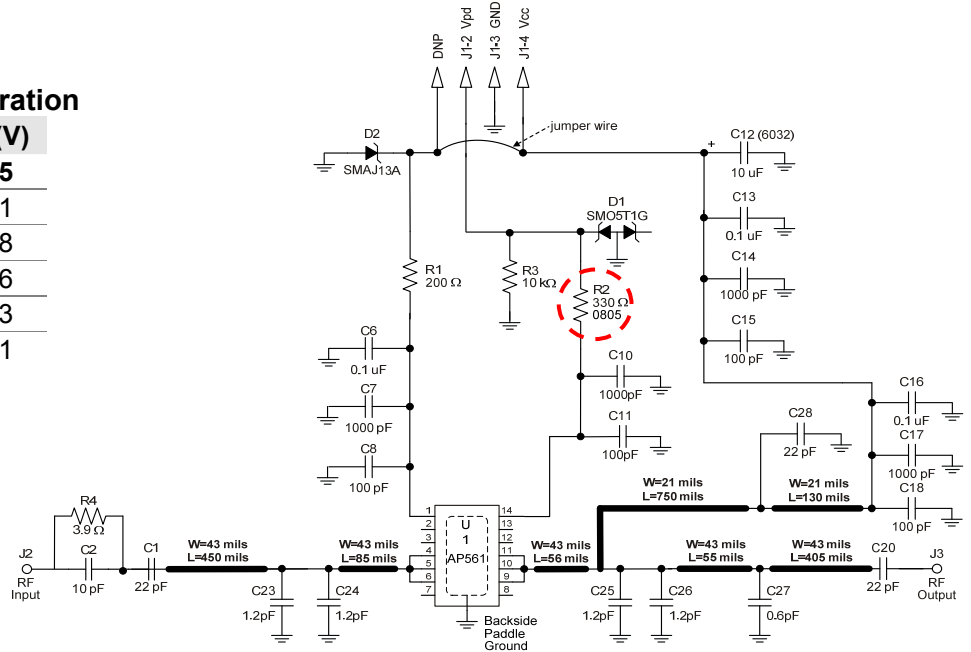 ration
(V)
5
1
8
6
3
1
DNP
J1-2 Vpd
J1-3 GND
J1-4 Vcc
jumper wire
D2
SMAJ13A
+
C12 (6032)
10 uF
C13
0.1 uF
C14
1000 pF
C15
100 pF
D1
SMO5T1G
R1
200 Ω
R3
10 kΩ
R2
330 Ω
0805
C6
0.1 uF
C7
1000 pF
C8
100 pF
C10
1000pF
C11
100pF
C16
0.1 uF
C17
1000 pF
C18
100 pF
C28
22 pF
W=21 mils
L=750 mils
W=21 mils
L=130 mils
R4
3.9 Ω
J2
RF
Input
C2
10 pF
C1
22 pF
W=43 mils
L=450 mils
W=43 mils
L=85 mils
C23
1.2pF
C24
1.2pF
1
2
3
4
5
6
7
U
1
AP561
14
13
12
11
10
9
8
Backside
Paddle
Ground
W=43 mils
L=56 mils
W=43 mils
L=55 mils
W=43 mils
L=405 mils
C25
1.2pF
C26
1.2pF
C27
0.6pF
C20
22 pF
J3
RF
Output